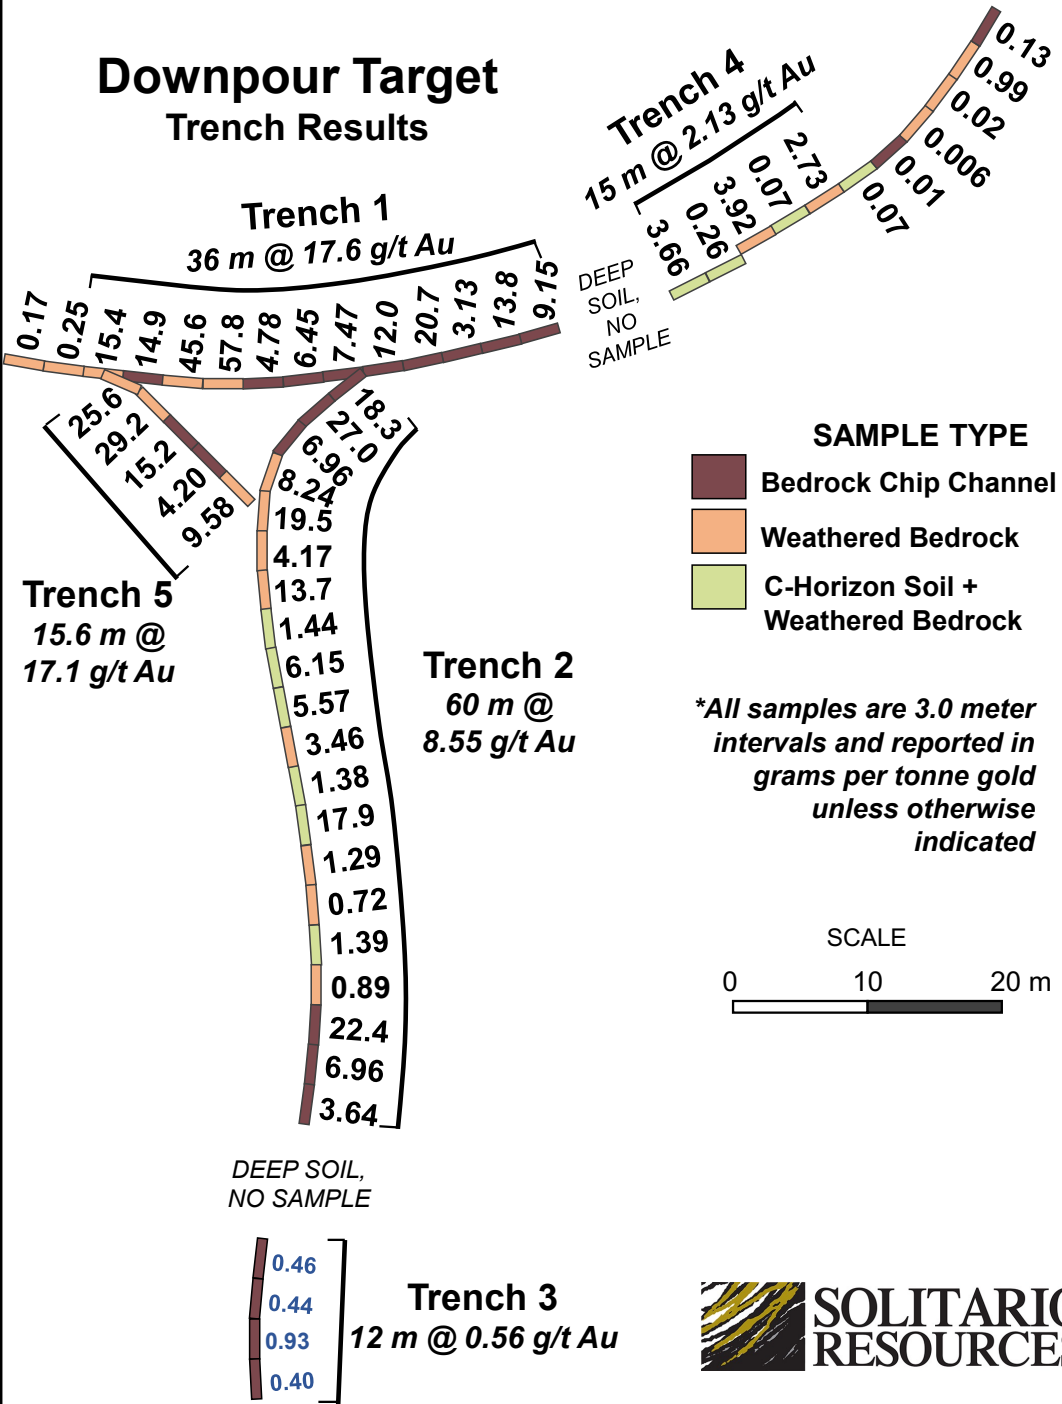 Downpour Target
Trench Results
Trench 1
36 m @ 17.6 g/t Au
0.17
0.25
15.4
14.9
45.6
57.8
4.78
6.45
7.47
12.0
20.7
3.13
13.8
9.15
Trench 4
15 m @ 2.13 g/t Au
3.66
0.26
3.92
0.07
2.73
0.07
0.01
0.006
0.02
0.99
0.13
DEEP
SOIL,
NO
SAMPLE
25.6
29.2
15.2
4.20
9.58
Trench 5
15.6 m @
17.1 g/t Au
18.3
27.0
6.96
8.24
19.5
4.17
13.7
1.44
6.15
5.57
3.46
1.38
17.9
1.29
0.72
1.39
0.89
22.4
6.96
3.64
Trench 2
60 m @
8.55 g/t Au
SAMPLE TYPE
Bedrock Chip Channel
Weathered Bedrock
C-Horizon Soil +
Weathered Bedrock
*All samples are 3.0 meter
intervals and reported in
grams per tonne gold
unless otherwise
indicated
SCALE
0 10 20 m
DEEP SOIL,
NO SAMPLE
0.46
0.44
0.93
0.40
Trench 3
12 m @ 0.56 g/t Au
SOLITARIO
RESOURCES